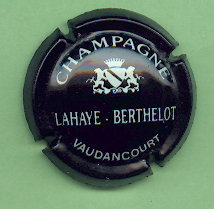 CHAMPAGNE
LAHAYE - BERTHELOT
VAUDANCOURT